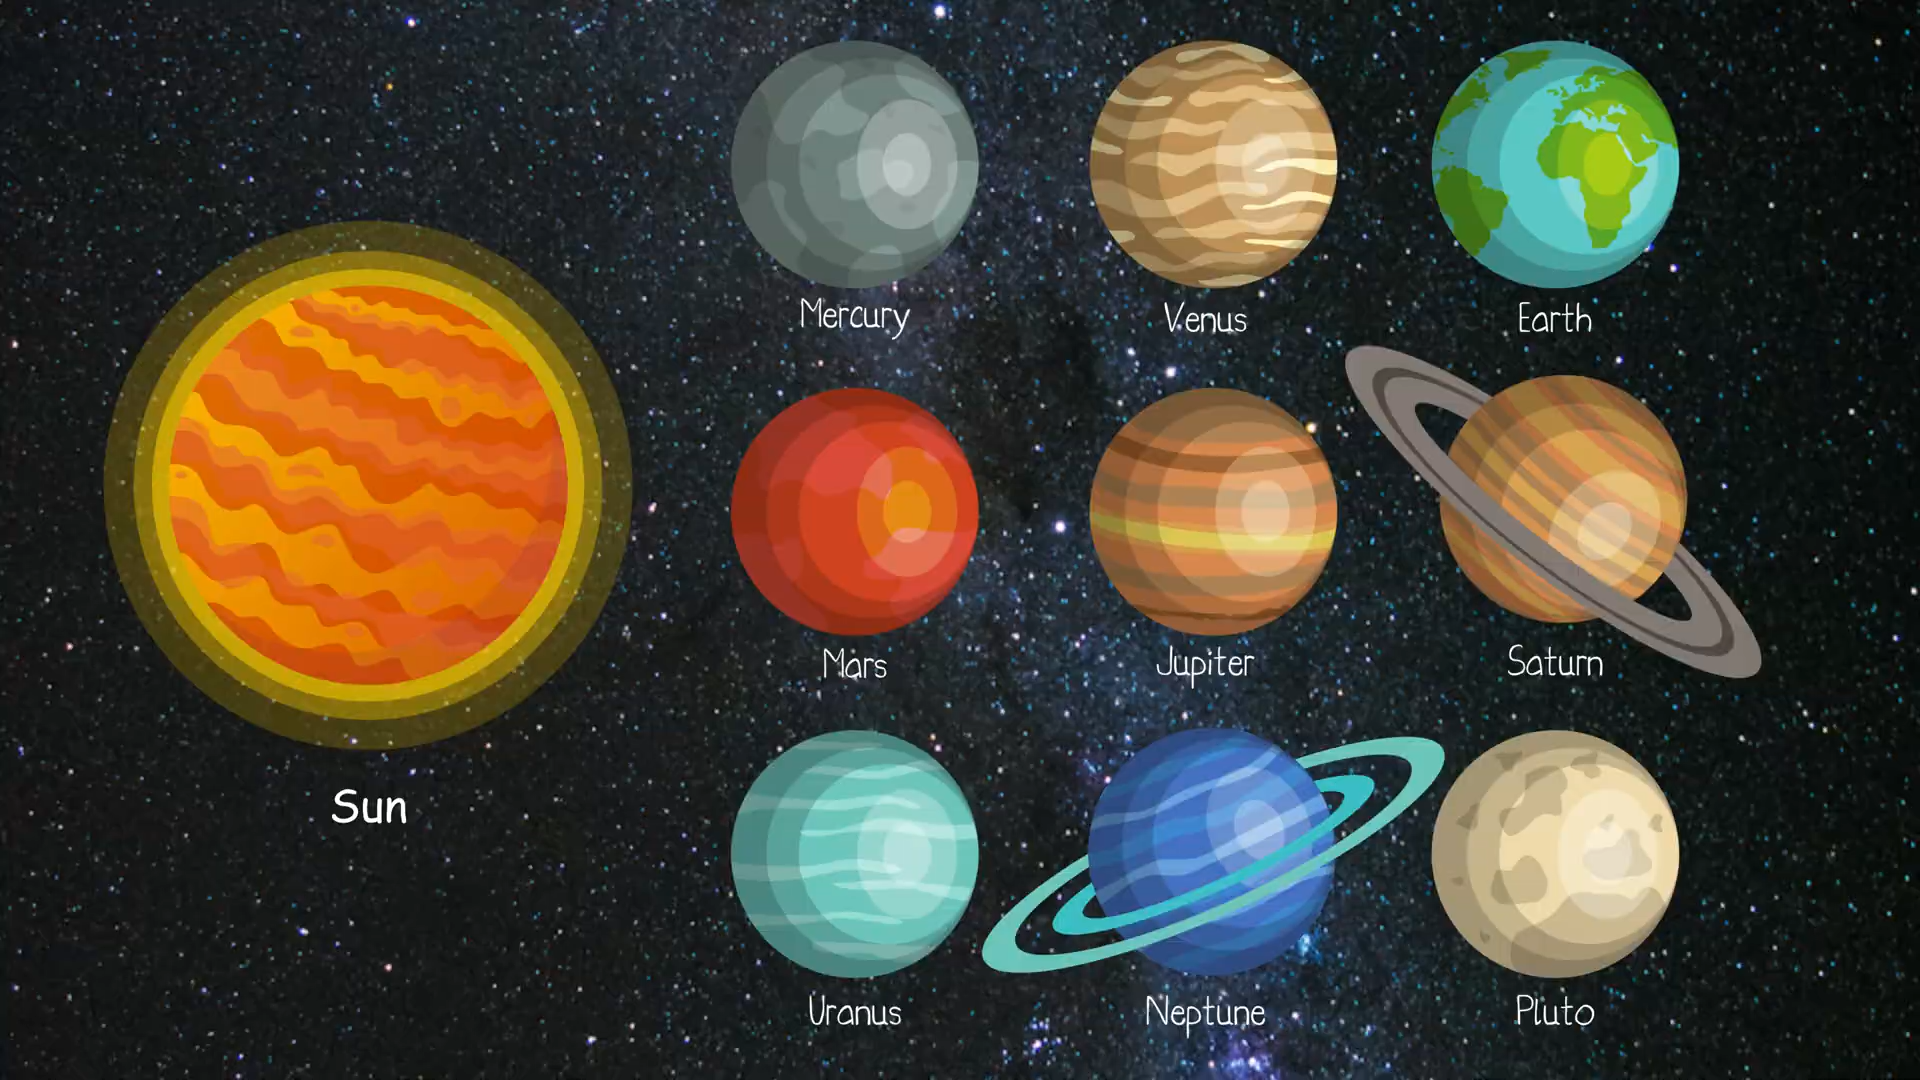 Mercury
Venus
Earth
Mars
Jupiter
Saturn
Sun
Uranus
Neptune
Pluto